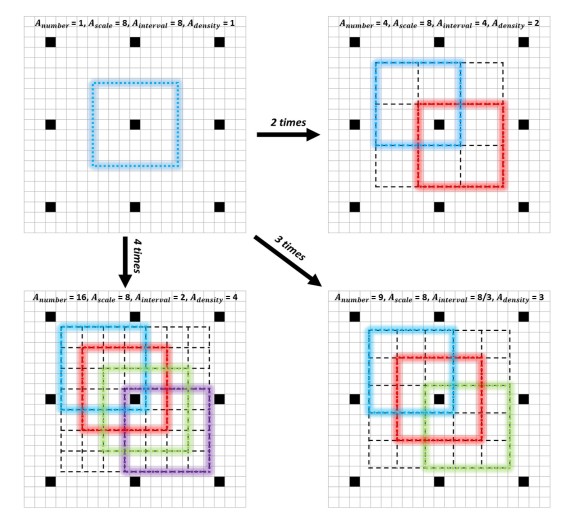 A_number = 1, A_scale = 8, A_interval = 8, A_density = 1
A_number = 4, A_scale = 8, A_interval = 4, A_density = 2
2 times
4 times
3 times
A_number = 16, A_scale = 8, A_interval = 2, A_density = 4
A_number = 9, A_scale = 8, A_interval = 8/3, A_density = 3